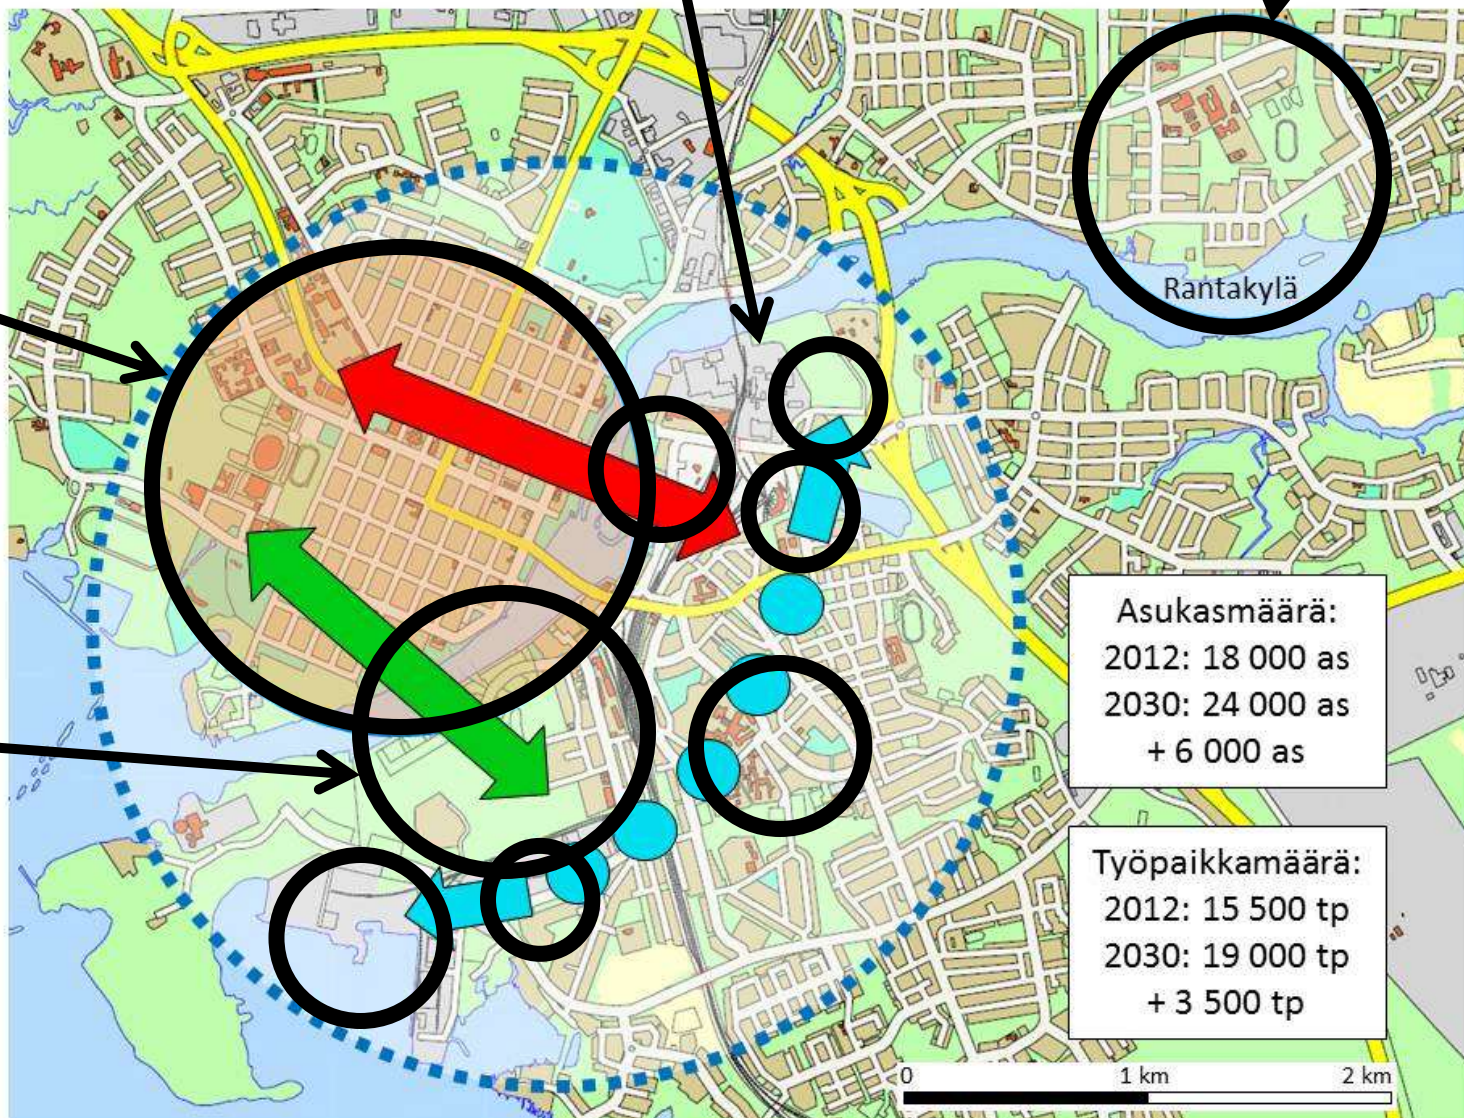 Rantakylä
Asukasmäärä:
2012: 18 000 as
2030: 24 000 as
+ 6 000 as
Työpaikkamäärä:
2012: 15 500 tp
2030: 19 000 tp
+ 3 500 tp
0 1 km 2 km